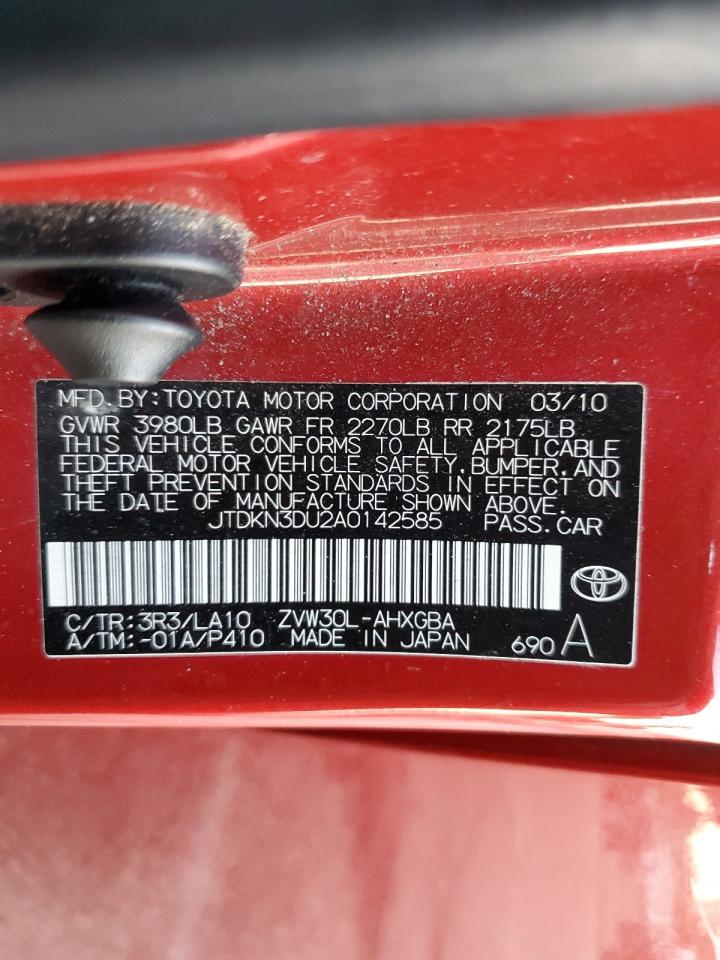 MFD.BY:TOYOTA MOTOR CORPORATION 03/10
GVWR 3980LB GAWR FR 2270LB RR 2175LB
THIS VEHICLE CONFORMS TO ALL APPLICABLE
FEDERAL MOTOR VEHICLE SAFETY,BUMPER,AND
THEFT PREVENTION STANDARDS IN EFFECT ON
THE DATE OF MANUFACTURE SHOWN ABOVE.
JTDKN3DU2A0142585 PASS.CAR
C/TR:3R3/LA10 ZVW30L-AHXGBA
A/TM:-01A/P410 MADE IN JAPAN 690 A